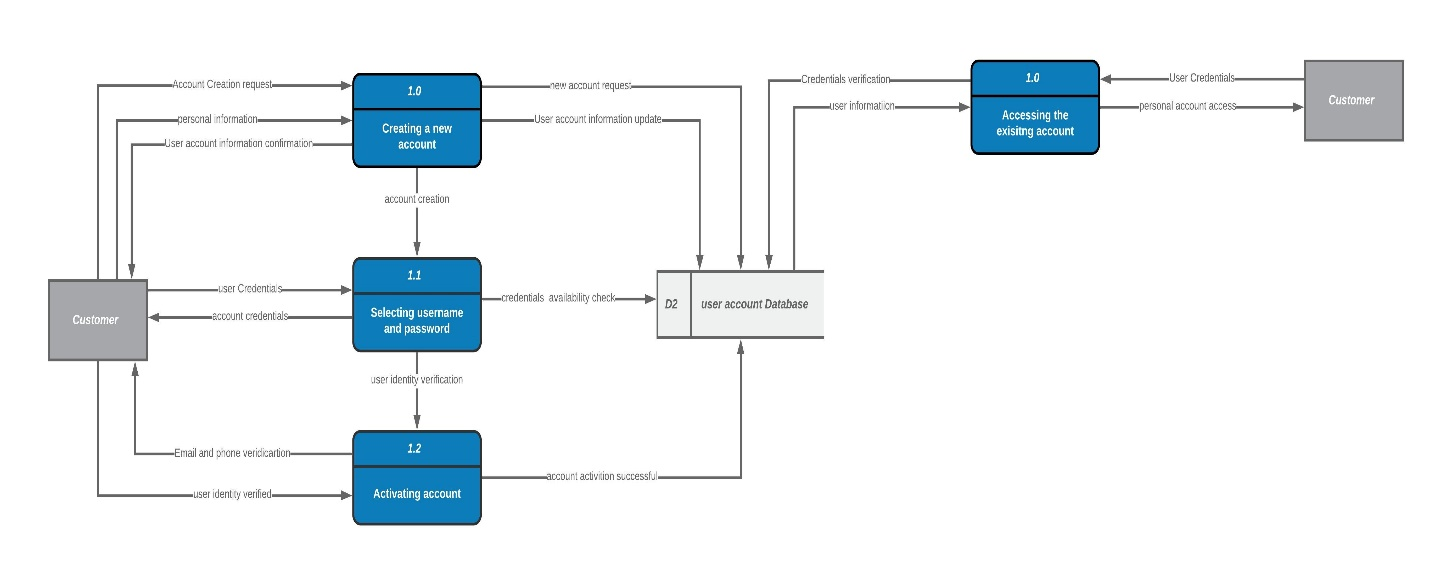 Account Creation request
1.0
new account request
Credentials verification
1.0
User Credentials
Customer
personal information
Creating a new
account
User account information update
user informatiion
Accessing the
exisitng account
personal account access
User account information confirmation
account creation
1.1
user Credentials
Selecting username
and password
credentials availability check
D2
user account Database
Customer
account credentials
user identity verification
1.2
Email and phone veridicartion
Activating account
account activition successful
user identity verified